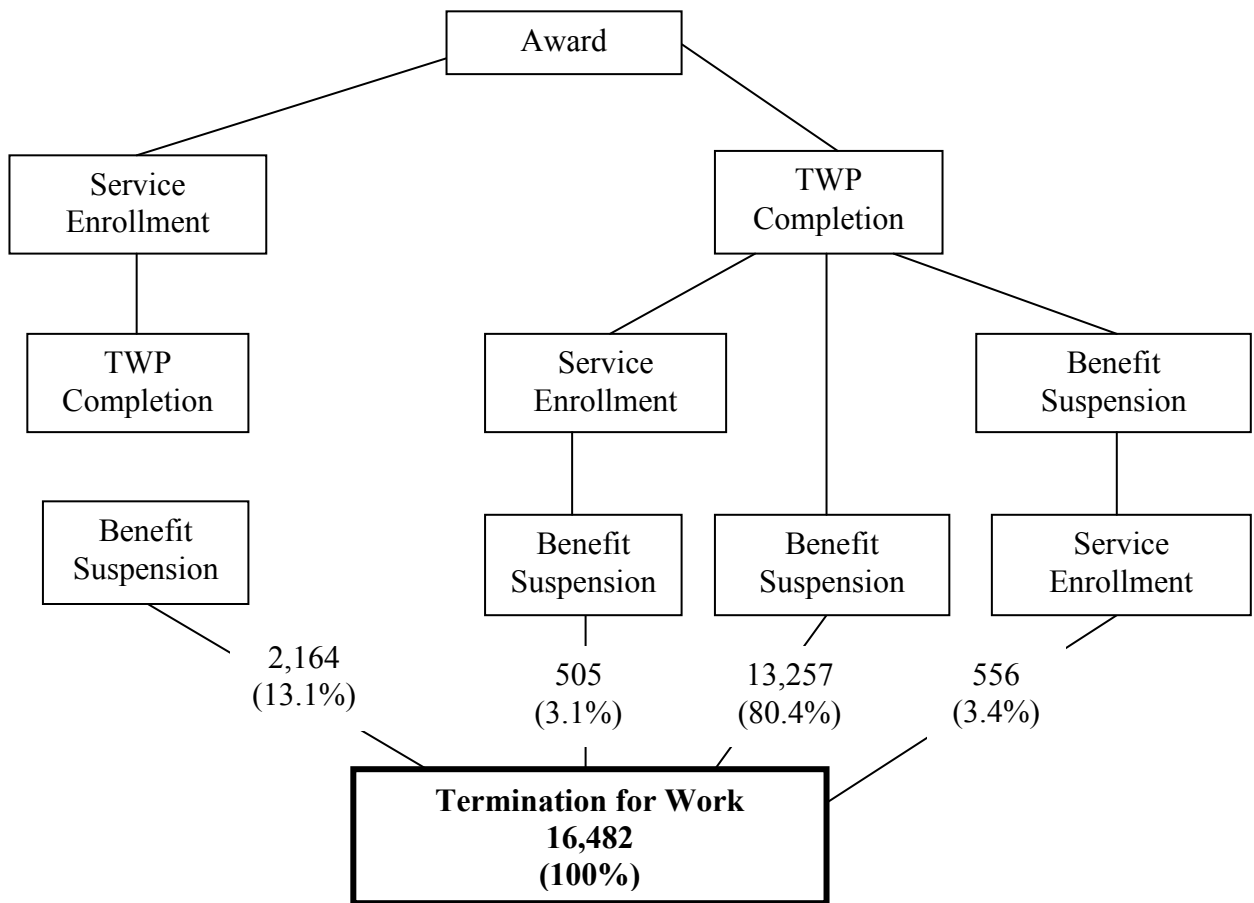 Award
Service
Enrollment
TWP
Completion
TWP
Completion
Service
Enrollment
Benefit
Suspension
Benefit
Suspension
Benefit
Suspension
Benefit
Suspension
Service
Enrollment
2,164
(13.1%)
505
(3.1%)
13,257
(80.4%)
556
(3.4%)
Termination for Work
16,482
(100%)